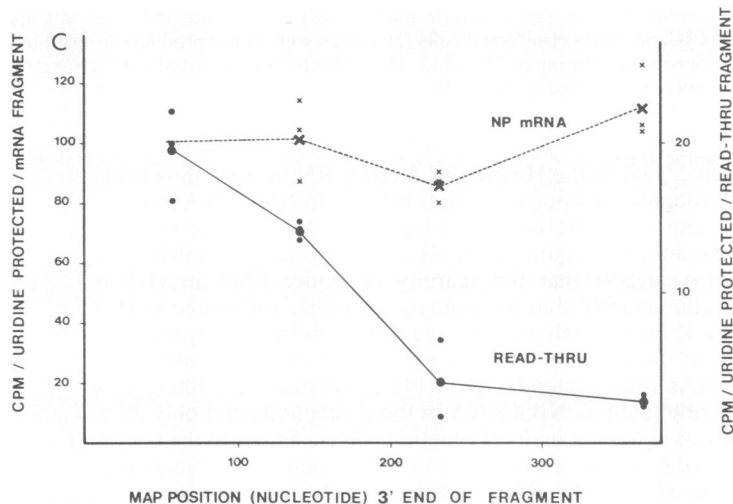 C
CPM / URIDINE PROTECTED / mRNA FRAGMENT
120
100
80
60
40
20
NP mRNA
READ-THRU
20
10
CPM / URIDINE PROTECTED / READ-THRU FRAGMENT
100
200
300
MAP POSITION (NUCLEOTIDE) 3' END OF FRAGMENT